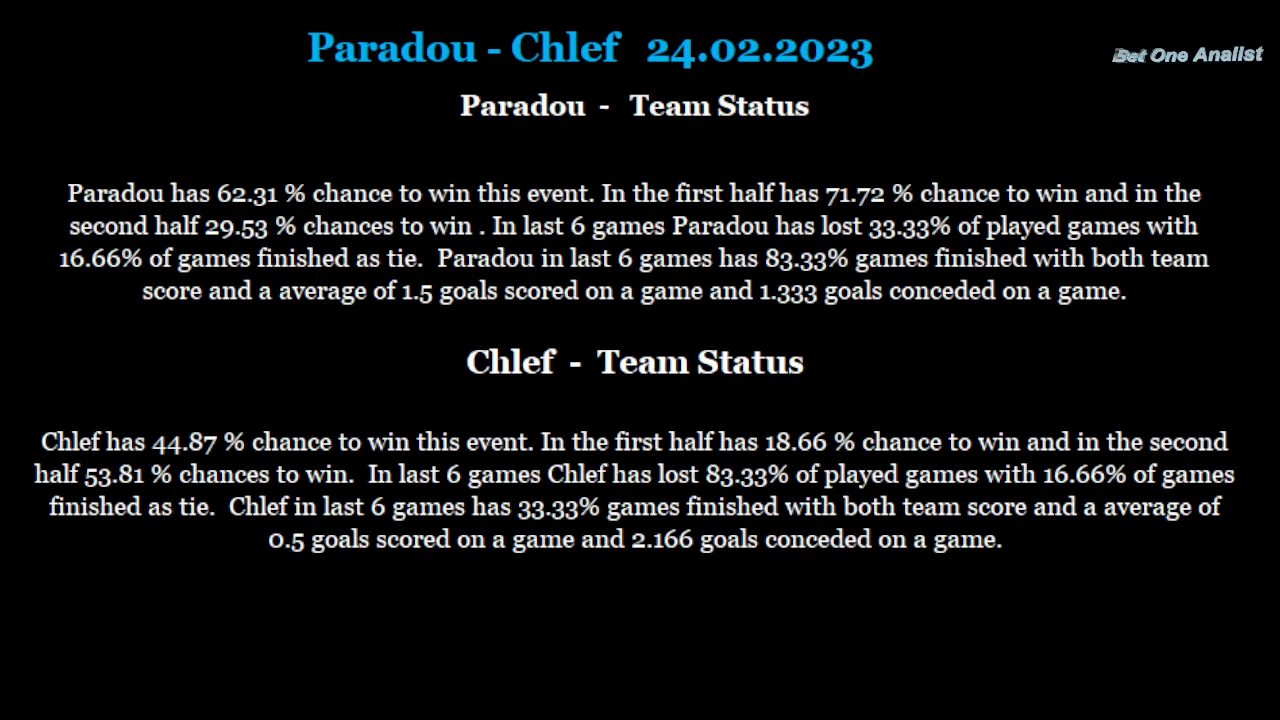 Paradou - Chlef 24.02.2023
Bet One Analist
Paradou - Team Status
Paradou has 62.31 % chance to win this event. In the first half has 71.72 % chance to win and in the
second half 29.53 % chances to win . In last 6 games Paradou has lost 33.33% of played games with
16.66% of games finished as tie. Paradou in last 6 games has 83.33% games finished with both team
score and a average of 1.5 goals scored on a game and 1.333 goals conceded on a game.
Chlef - Team Status
Chlef has 44.87 % chance to win this event. In the first half has 18.66 % chance to win and in the second
half 53.81 % chances to win. In last 6 games Chlef has lost 83.33% of played games with 16.66% of games
finished as tie. Chlef in last 6 games has 33.33% games finished with both team score and a average of
0.5 goals scored on a game and 2.166 goals conceded on a game.